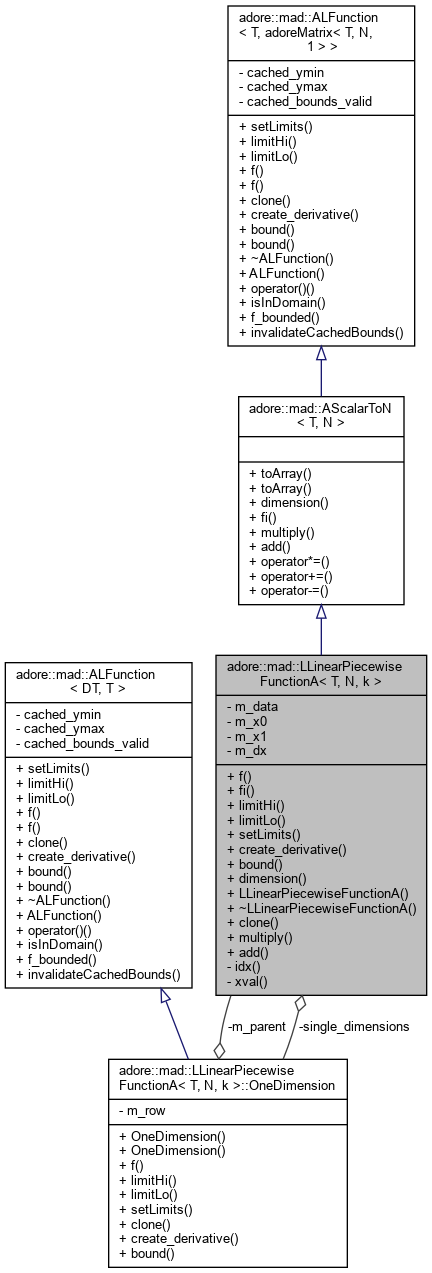 adore::mad::ALFunction
< T, adoreMatrix< T, N,
1 > >
- cached_ymin
- cached_ymax
- cached_bounds_valid
+ setLimits()
+ limitHi()
+ limitLo()
+ f()
+ f()
+ clone()
+ create_derivative()
+ bound()
+ bound()
+ ~ALFunction()
+ ALFunction()
+ operator()()
+ isInDomain()
+ f_bounded()
+ invalidateCachedBounds()
adore::mad::AScalarToN
< T, N >
+ toArray()
+ toArray()
+ dimension()
+ fi()
+ multiply()
+ add()
+ operator*=()
+ operator+=()
+ operator-=()
adore::mad::ALFunction
< DT, T >
- cached_ymin
- cached_ymax
- cached_bounds_valid
+ setLimits()
+ limitHi()
+ limitLo()
+ f()
+ f()
+ clone()
+ create_derivative()
+ bound()
+ bound()
+ ~ALFunction()
+ ALFunction()
+ operator()()
+ isInDomain()
+ f_bounded()
+ invalidateCachedBounds()
adore::mad::LLinearPiecewise
FunctionA< T, N, k >
- m_data
- m_x0
- m_x1
- m_dx
+ f()
+ fi()
+ limitHi()
+ limitLo()
+ setLimits()
+ create_derivative()
+ bound()
+ dimension()
+ LLinearPiecewiseFunctionA()
+ ~LLinearPiecewiseFunctionA()
+ clone()
+ multiply()
+ add()
- idx()
- xval()
-m_parent
-single_dimensions
adore::mad::LLinearPiecewise
FunctionA< T, N, k >::OneDimension
- m_row
+ OneDimension()
+ OneDimension()
+ f()
+ limitHi()
+ limitLo()
+ setLimits()
+ clone()
+ create_derivative()
+ bound()